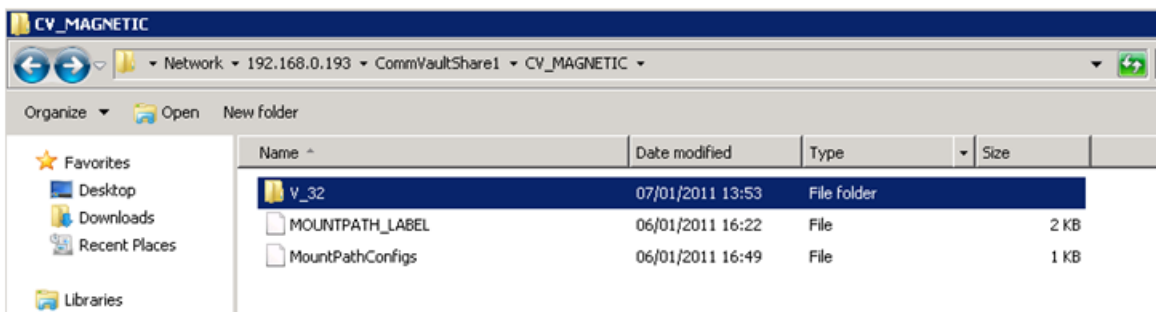 CV_MAGNETIC
Network 192.168.0.193 CommVaultShare1 CV_MAGNETIC
Organize Open New folder
Favorites
Desktop
Downloads
Recent Places
Libraries
Name Date modified Type Size
V_32 07/01/2011 13:53 File folder
MOUNTPATH_LABEL 06/01/2011 16:22 File 2 KB
MountPathConfigs 06/01/2011 16:49 File 1 KB